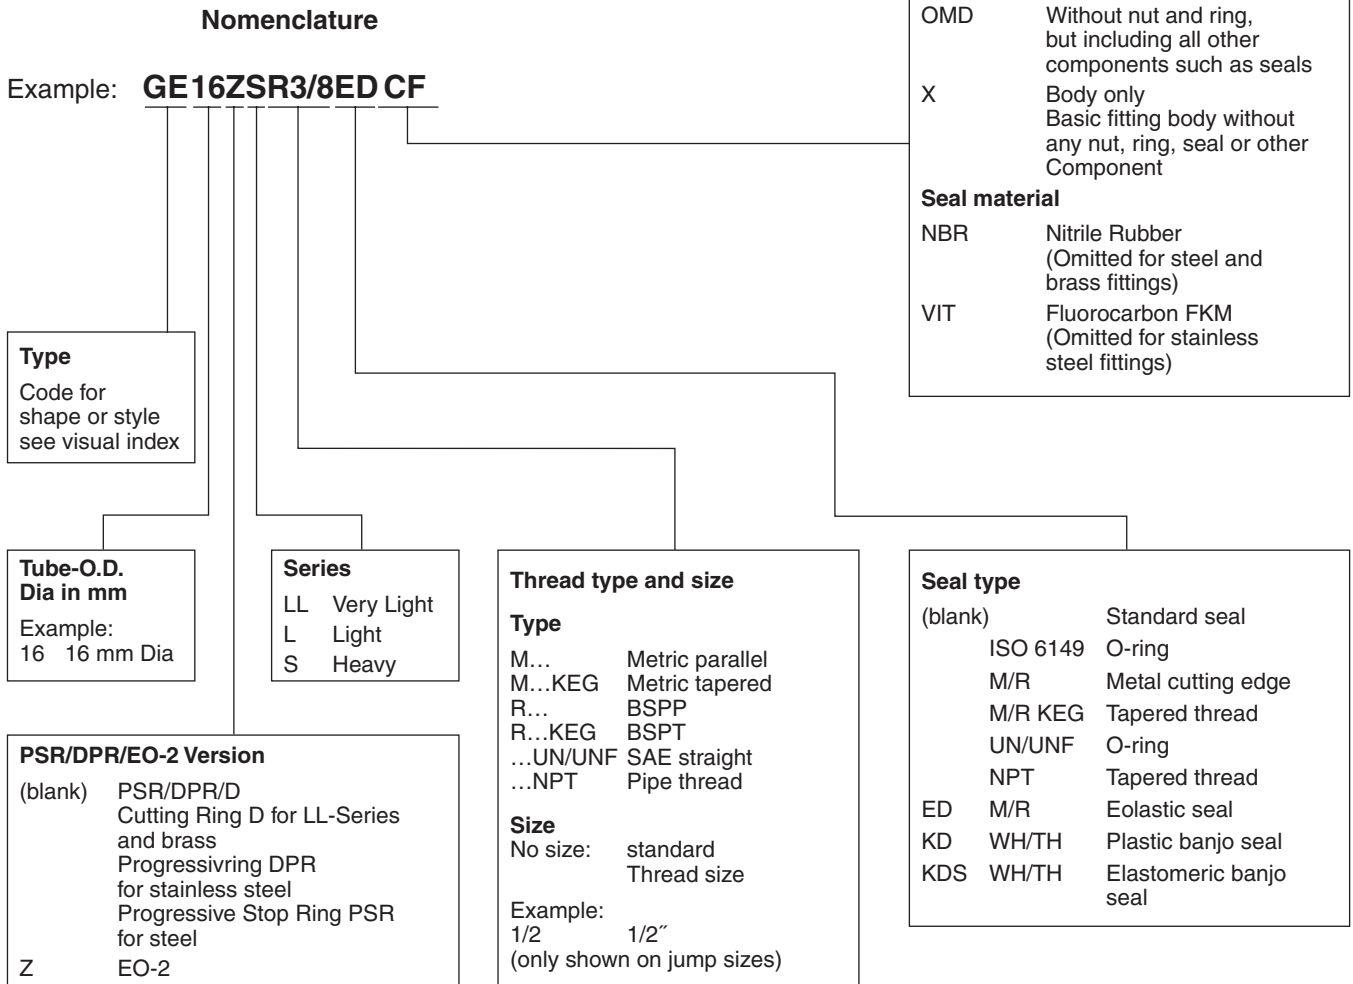 Nomenclature
Example: GE16ZSR3/8ED CF
OMD Without nut and ring,
but including all other
components such as seals
X Body only
Basic fitting body without
any nut, ring, seal or other
Component
Seal material
NBR Nitrile Rubber
(Omitted for steel and
brass fittings)
VIT Fluorocarbon FKM
(Omitted for stainless
steel fittings)
Type
Code for
shape or style
see visual index
Tube-O.D.
Dia in mm
Example:
16 16 mm Dia
Series
LL Very Light
L Light
S Heavy
PSR/DPR/EO-2 Version
(blank) PSR/DPR/D
Cutting Ring D for LL-Series
and brass
Progressivring DPR
for stainless steel
Progressive Stop Ring PSR
for steel
Z EO-2
Thread type and size
Type
M… Metric parallel
M…KEG Metric tapered
R… BSPP
R…KEG BSPT
…UN/UNF SAE straight
…NPT Pipe thread
Size
No size: standard
Thread size
Example:
1/2 1/2˝
(only shown on jump sizes)
Seal type
(blank) Standard seal
ISO 6149 O-ring
M/R Metal cutting edge
M/R KEG Tapered thread
UN/UNF O-ring
NPT Tapered thread
ED M/R Eolastic seal
KD WH/TH Plastic banjo seal
KDS WH/TH Elastomeric banjo
seal